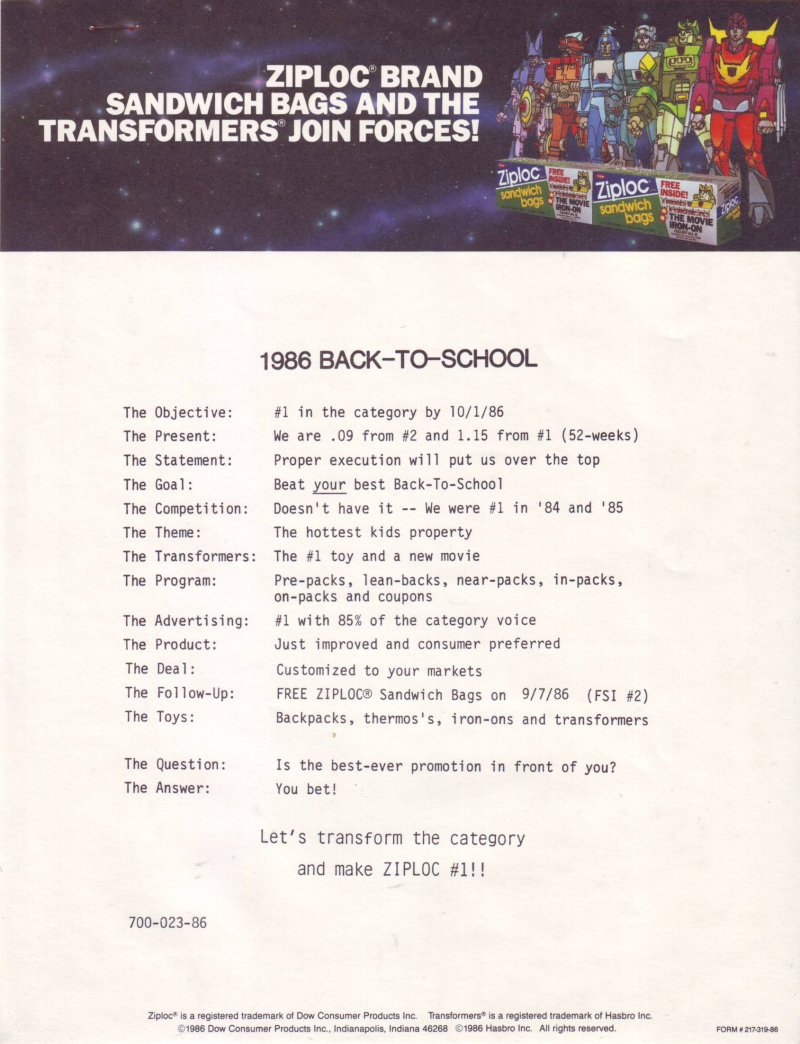 ZIPLOC® BRAND
SANDWICH BAGS AND THE
TRANSFORMERS® JOIN FORCES!
Ziploc
sandwich
bags
FREE
INSIDE!
THE MOVIE
IRON-ON
Ziploc
sandwich
bags
FREE
INSIDE!
THE MOVIE
IRON-ON
Ziploc
1986 BACK-TO-SCHOOL
The Objective: #1 in the category by 10/1/86
The Present: We are .09 from #2 and 1.15 from #1 (52-weeks)
The Statement: Proper execution will put us over the top
The Goal: Beat your best Back-To-School
The Competition: Doesn't have it -- We were #1 in '84 and '85
The Theme: The hottest kids property
The Transformers: The #1 toy and a new movie
The Program: Pre-packs, lean-backs, near-packs, in-packs,
on-packs and coupons
The Advertising: #1 with 85% of the category voice
The Product: Just improved and consumer preferred
The Deal: Customized to your markets
The Follow-Up: FREE ZIPLOC® Sandwich Bags on 9/7/86 (FSI #2)
The Toys: Backpacks, thermos's, iron-ons and transformers
The Question: Is the best-ever promotion in front of you?
The Answer: You bet!
Let's transform the category
and make ZIPLOC #1!!
700-023-86
Ziploc® is a registered trademark of Dow Consumer Products Inc. Transformers® is a registered trademark of Hasbro Inc.
©1986 Dow Consumer Products Inc., Indianapolis, Indiana 46268 ©1986 Hasbro Inc. All rights reserved.
FORM # 217-319-86